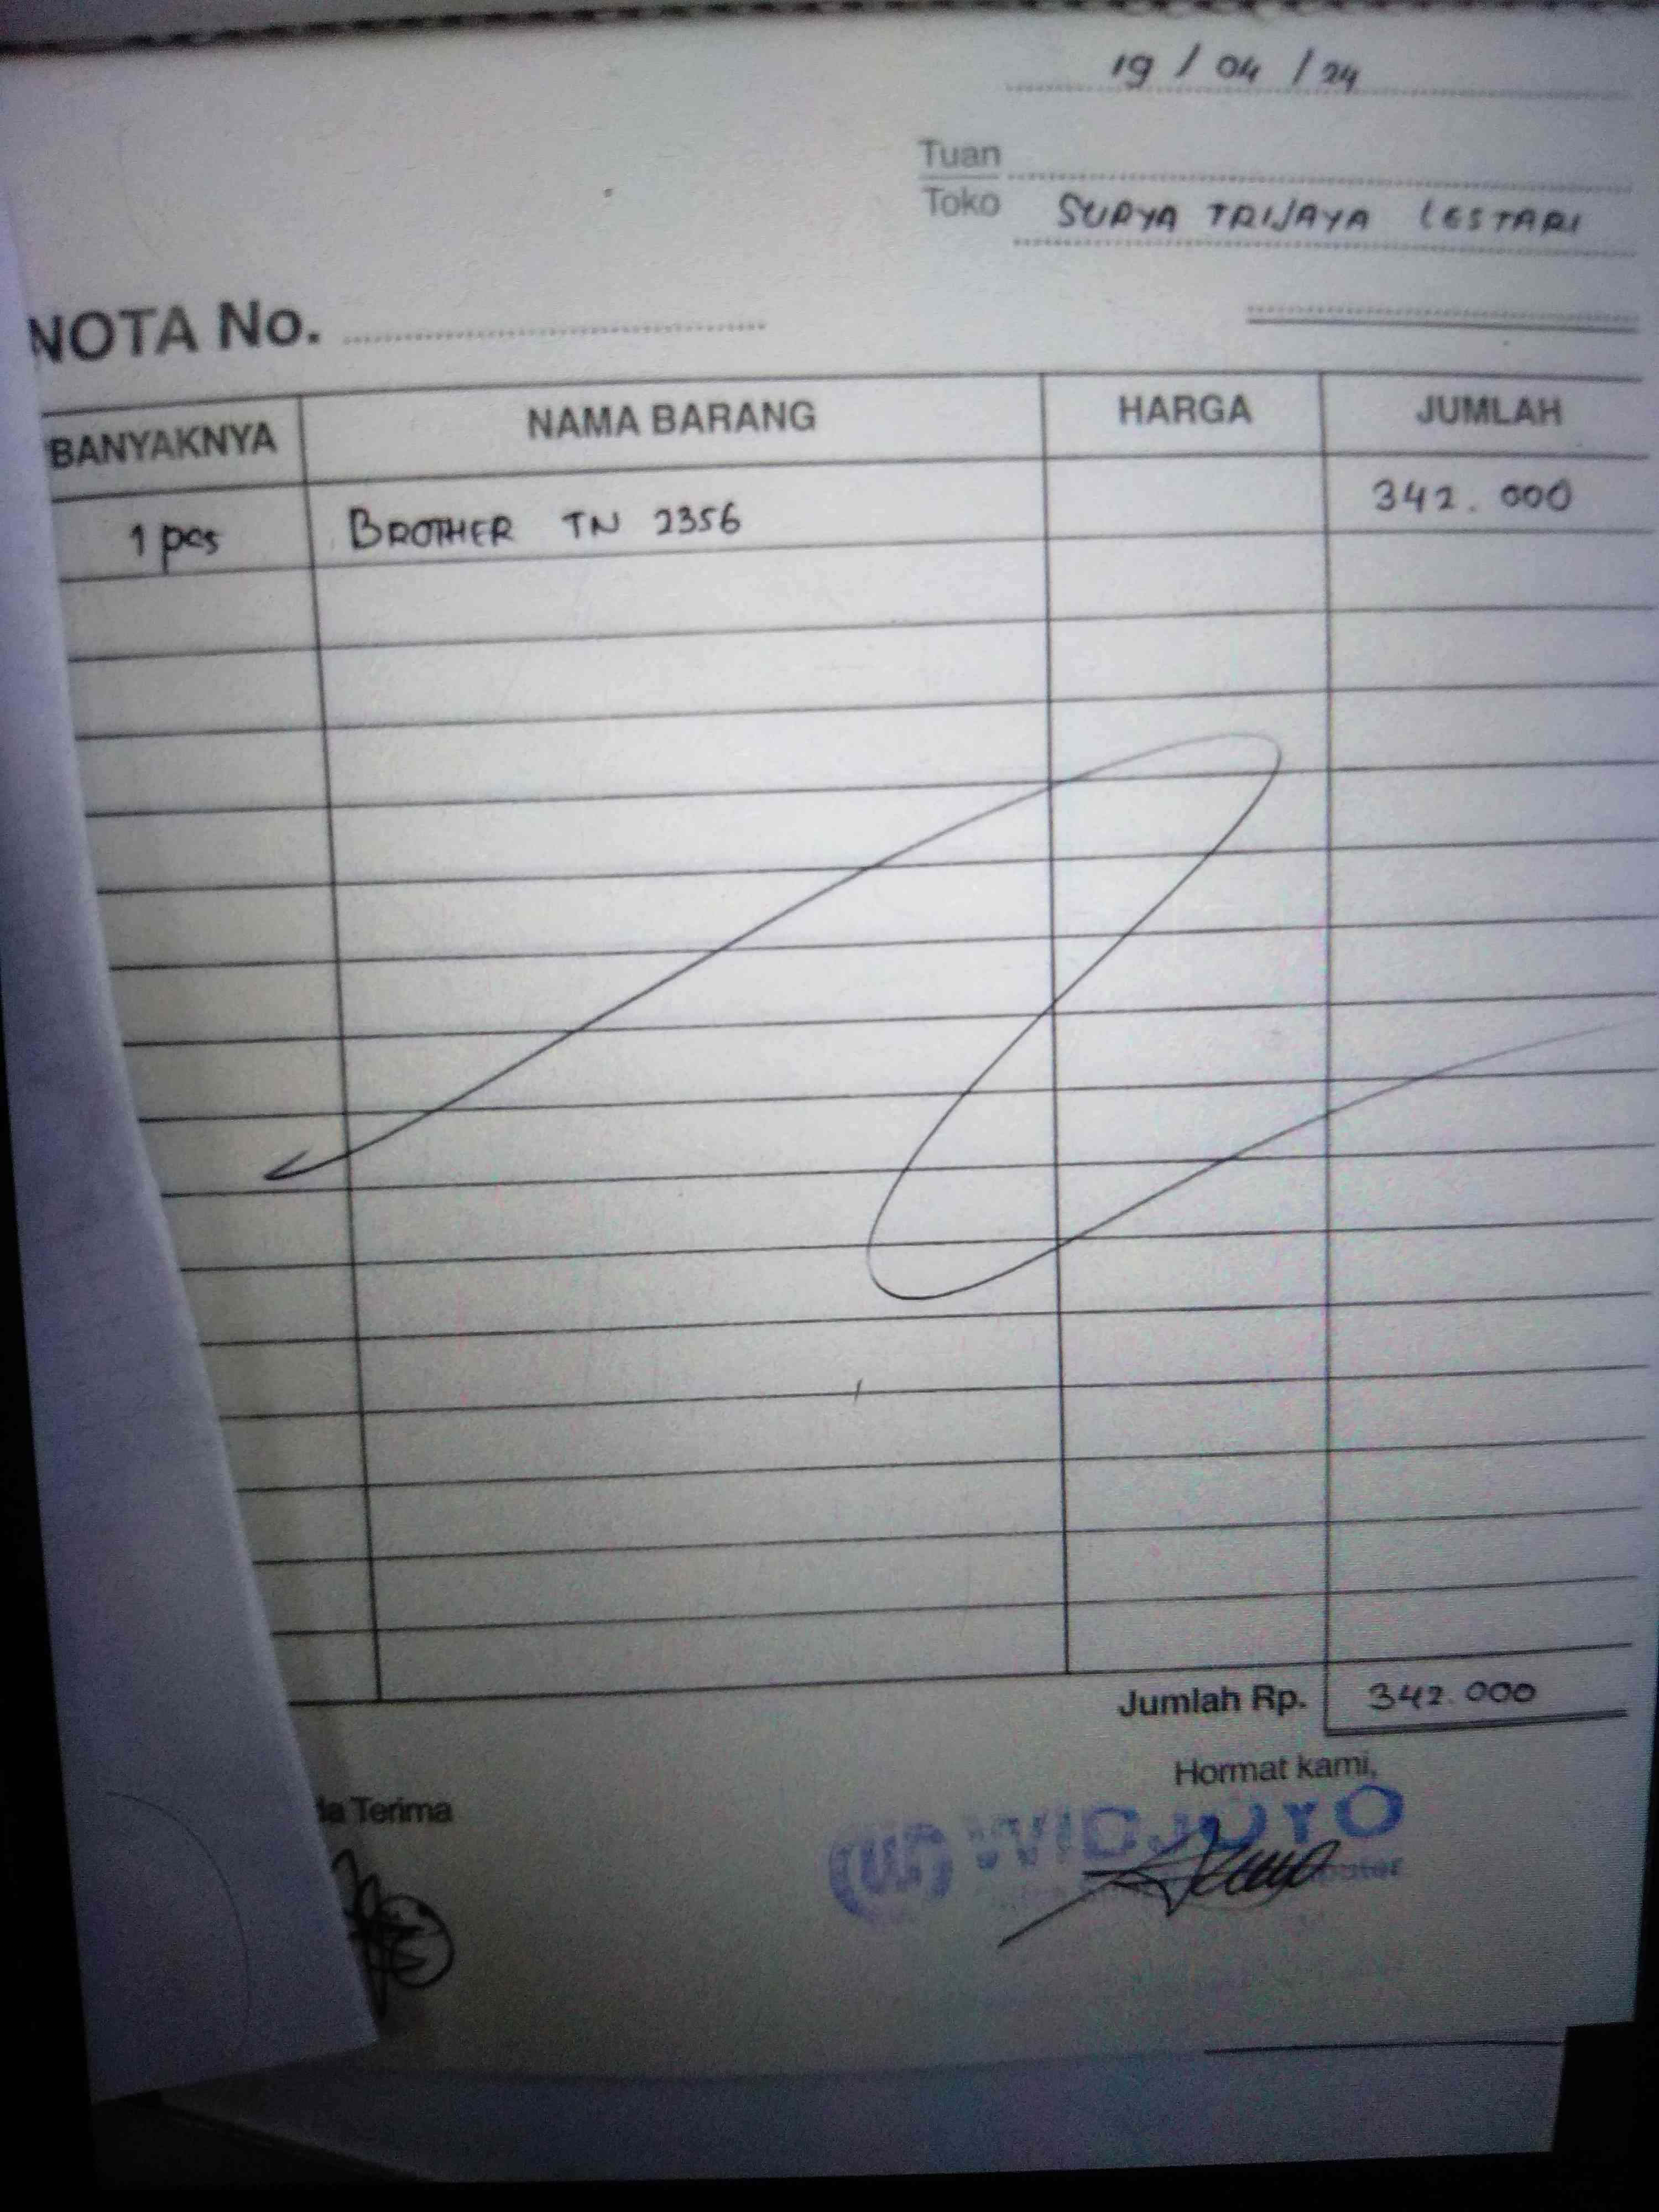 19 / 04 / 24
Tuan
Toko SURYA TRIJAYA LESTARI
NOTA No.
BANYAKNYA NAMA BARANG HARGA JUMLAH
1 pcs BROTHER TN 2356 342.000
Jumlah Rp. 342.000
Hormat kami,
Terima
WIDJOYO